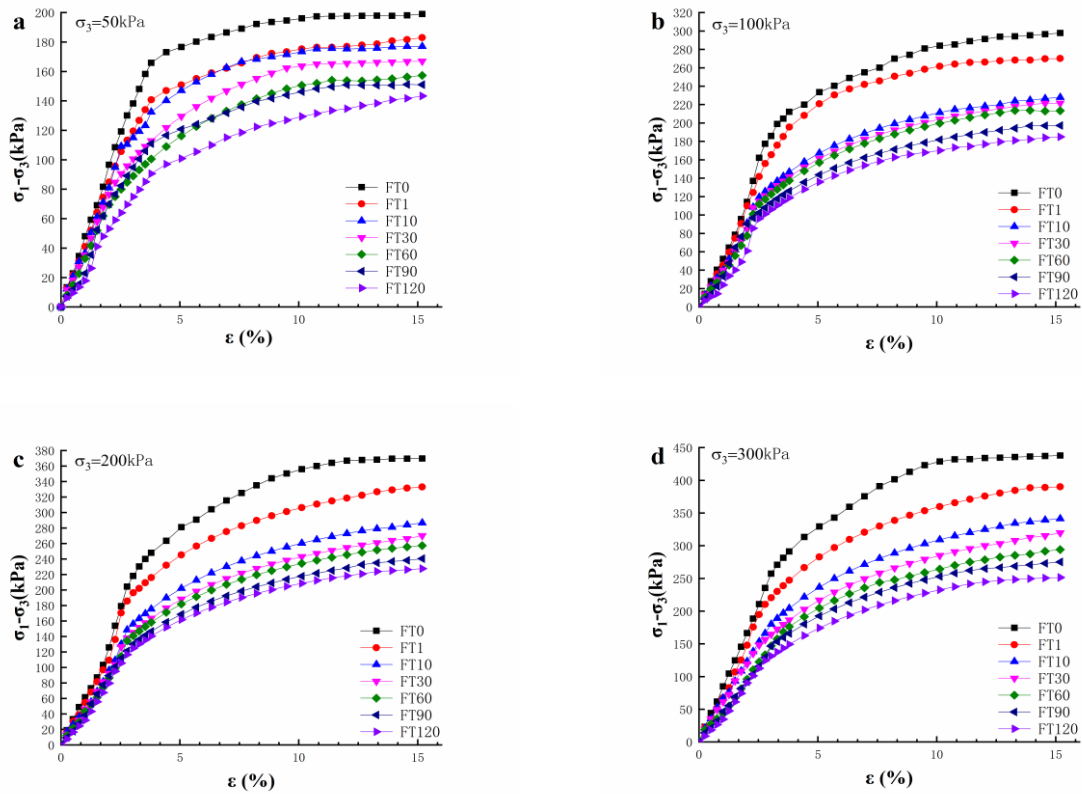 a
σ₃=50kPa
σ₁-σ₃(kPa)
200
180
160
140
120
100
80
60
40
20
0
FT0
FT1
FT10
FT30
FT60
FT90
FT120
0
5
10
15
ε (%)
b
σ₃=100kPa
σ₁-σ₃(kPa)
320
300
280
260
240
220
200
180
160
140
120
100
80
60
40
20
0
FT0
FT1
FT10
FT30
FT60
FT90
FT120
0
5
10
15
ε (%)
c
σ₃=200kPa
σ₁-σ₃(kPa)
380
360
340
320
300
280
260
240
220
200
180
160
140
120
100
80
60
40
20
0
FT0
FT1
FT10
FT30
FT60
FT90
FT120
0
5
10
15
ε (%)
d
σ₃=300kPa
σ₁-σ₃(kPa)
450
400
350
300
250
200
150
100
50
0
FT0
FT1
FT10
FT30
FT60
FT90
FT120
0
5
10
15
ε (%)